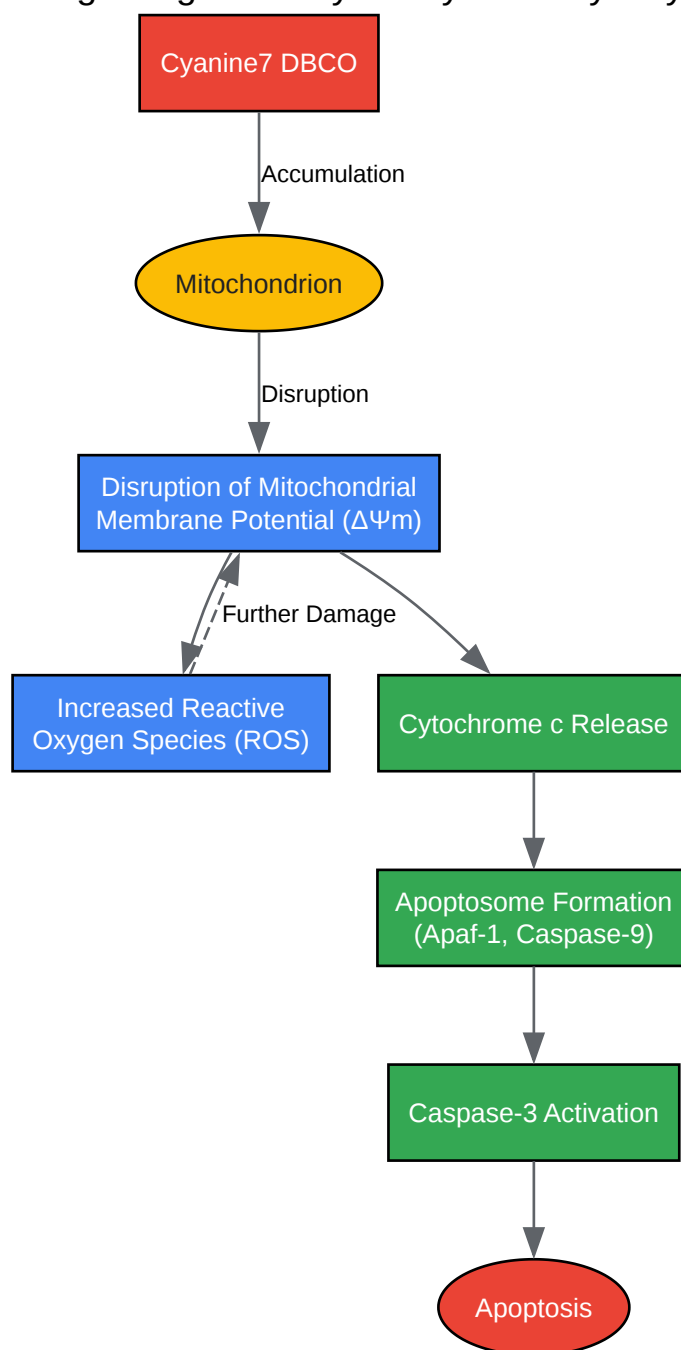 Cyanine7 DBCO
Accumulation
Mitochondrion
Disruption
Disruption of Mitochondrial
Membrane Potential (ΔΨm)
Further Damage
Increased Reactive
Oxygen Species (ROS)
Cytochrome c Release
Apoptosome Formation
(Apaf-1, Caspase-9)
Caspase-3 Activation
Apoptosis